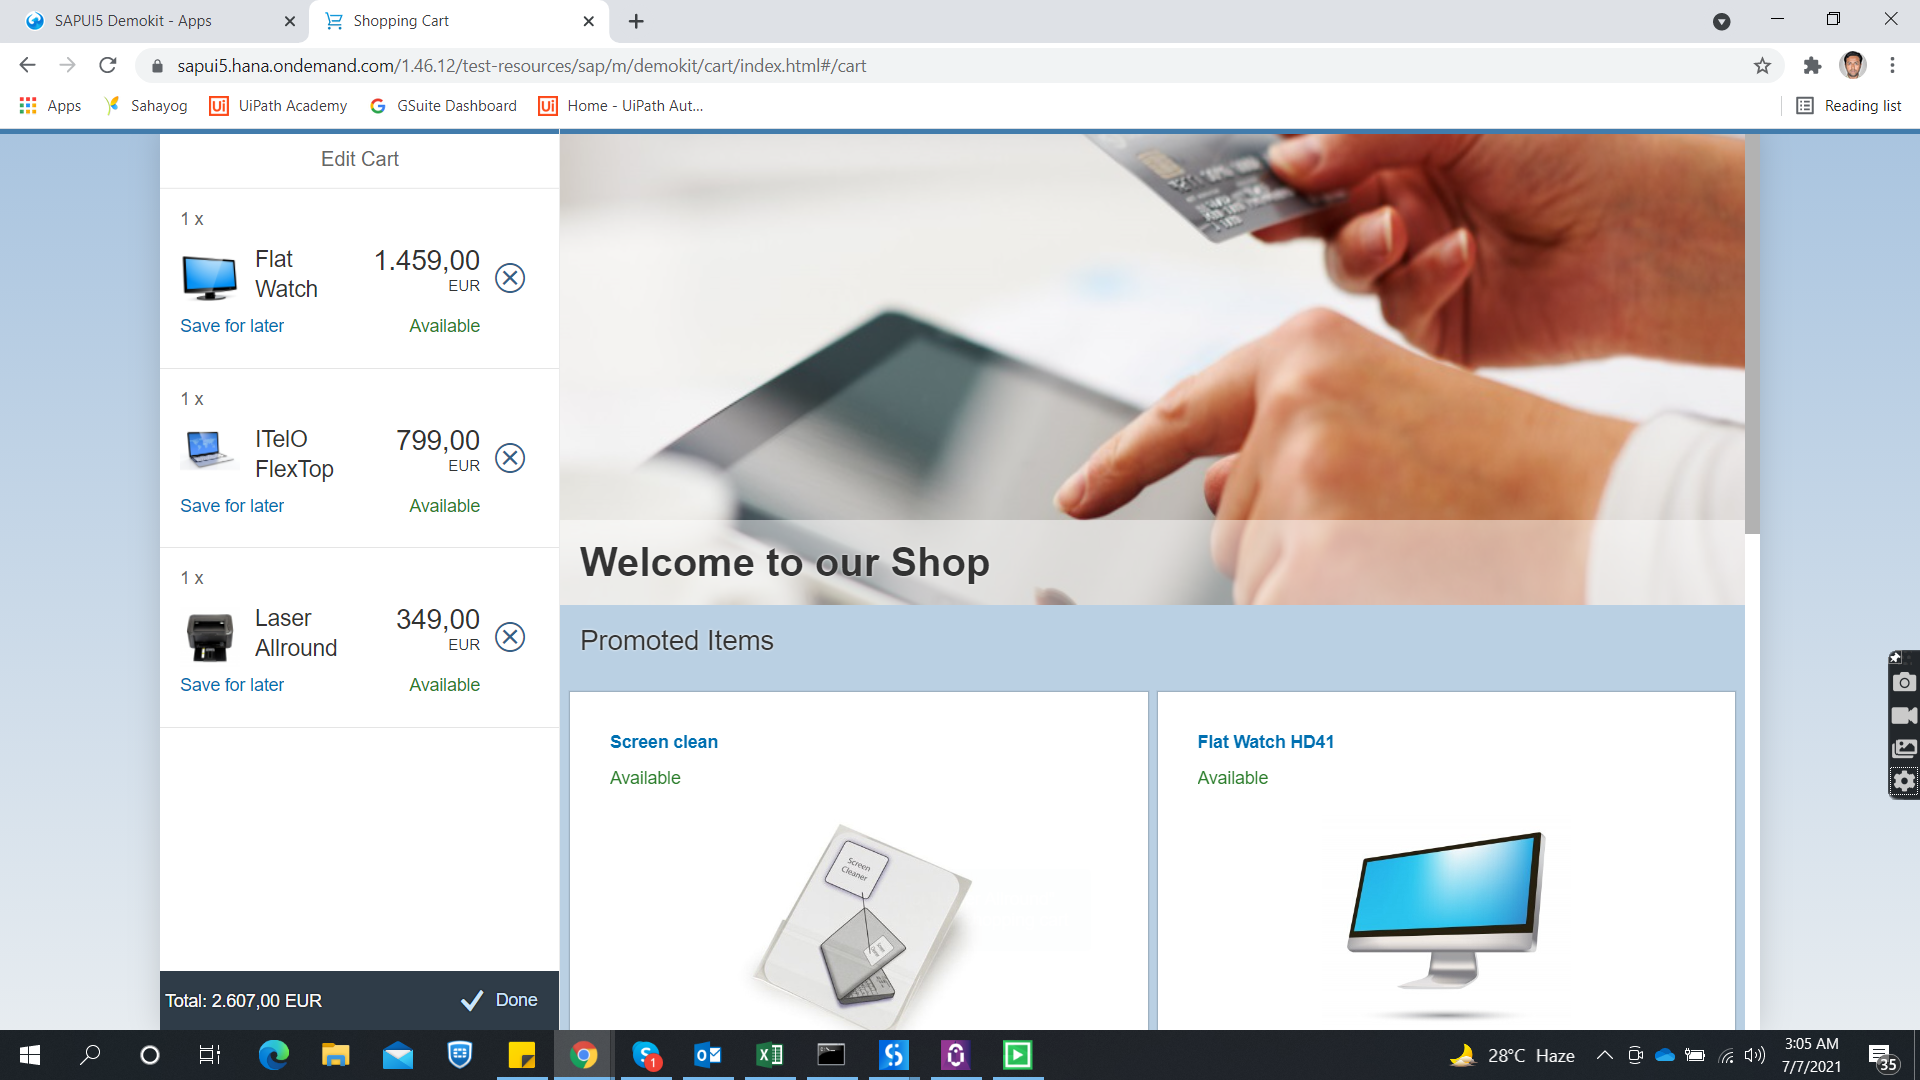 SAPUI5 Demokit - Apps
Shopping Cart
sapui5.hana.ondemand.com/1.46.12/test-resources/sap/m/demokit/cart/index.html#/cart
Apps
Sahayog
UiPath Academy
GSuite Dashboard
Home - UiPath Aut...
Reading list
Edit Cart
1 x
Flat Watch
1.459,00
EUR
Save for later
Available
1 x
ITelO FlexTop
799,00
EUR
Save for later
Available
1 x
Laser Allround
349,00
EUR
Save for later
Available
Total: 2.607,00 EUR
Done
Welcome to our Shop
Promoted Items
Screen clean
Available
Screen Cleaner
Flat Watch HD41
Available
1
28°C Haze
3:05 AM
7/7/2021
35